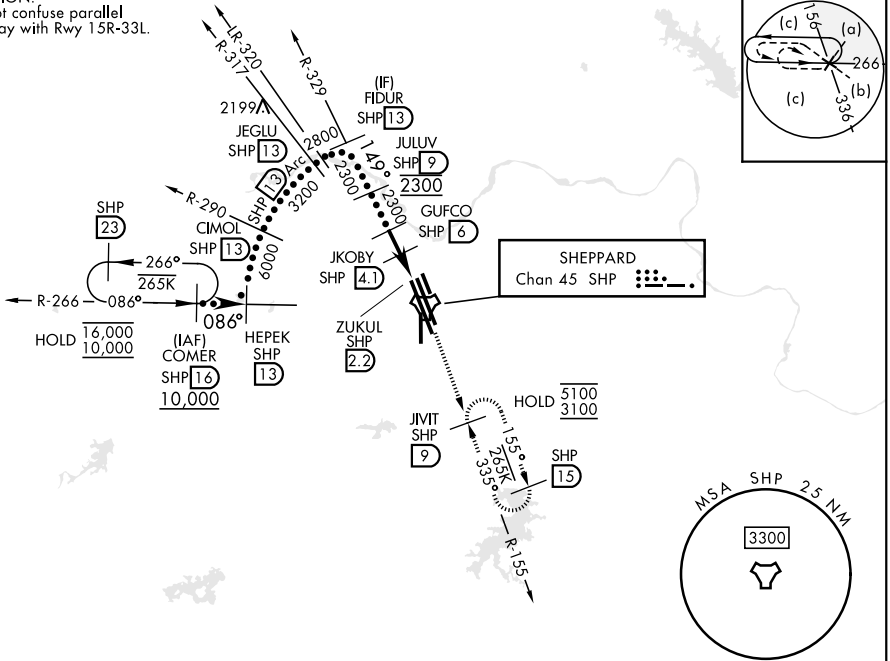 ot confuse parallel
ay with Rwy 15R-33L.
R-317
LR-320
R-329
2199
(IF)
FIDUR
SHP 13
JEGLU
SHP 13
2800
149°
JULUV
SHP 9
2300
SHP 13 Arc
3200
2300
2300
R-290
CIMOL
SHP 13
GUFCO
SHP 6
SHP
23
266°
265K
6000
JKOBY
SHP 4.1
SHEPPARD
Chan 45 SHP
R-266
086°
086°
HOLD 16,000
10,000
(IAF)
COMER
SHP 16
10,000
HEPEK
SHP
13
ZUKUL
SHP
2.2
HOLD 5100
3100
JIVIT
SHP
9
155°
265K
335°
SHP
15
R-155
(c)
156
(a)
266
(b)
(c)
336
MSA SHP 25 NM
3300